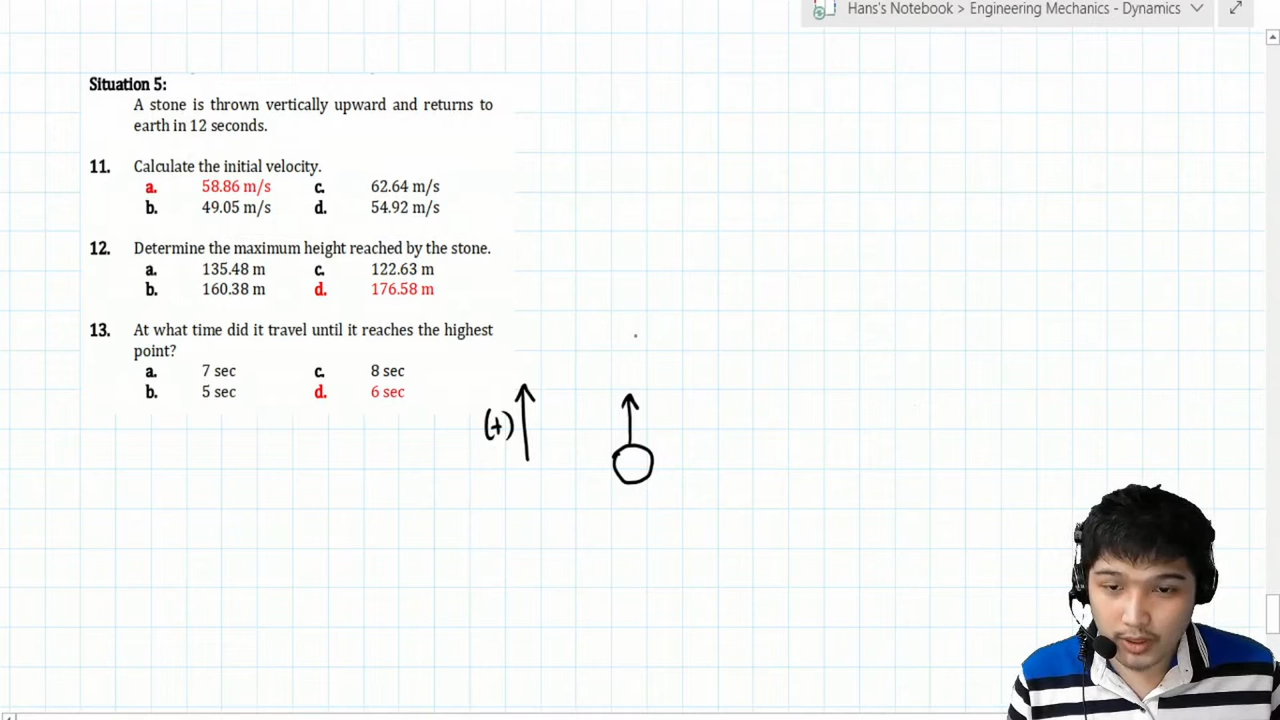 Hans's Notebook > Engineering Mechanics - Dynamics
Situation 5:
A stone is thrown vertically upward and returns to
earth in 12 seconds.
11. Calculate the initial velocity.
a. 58.86 m/s c. 62.64 m/s
b. 49.05 m/s d. 54.92 m/s
12. Determine the maximum height reached by the stone.
a. 135.48 m c. 122.63 m
b. 160.38 m d. 176.58 m
13. At what time did it travel until it reaches the highest
point?
a. 7 sec c. 8 sec
b. 5 sec d. 6 sec
(+)